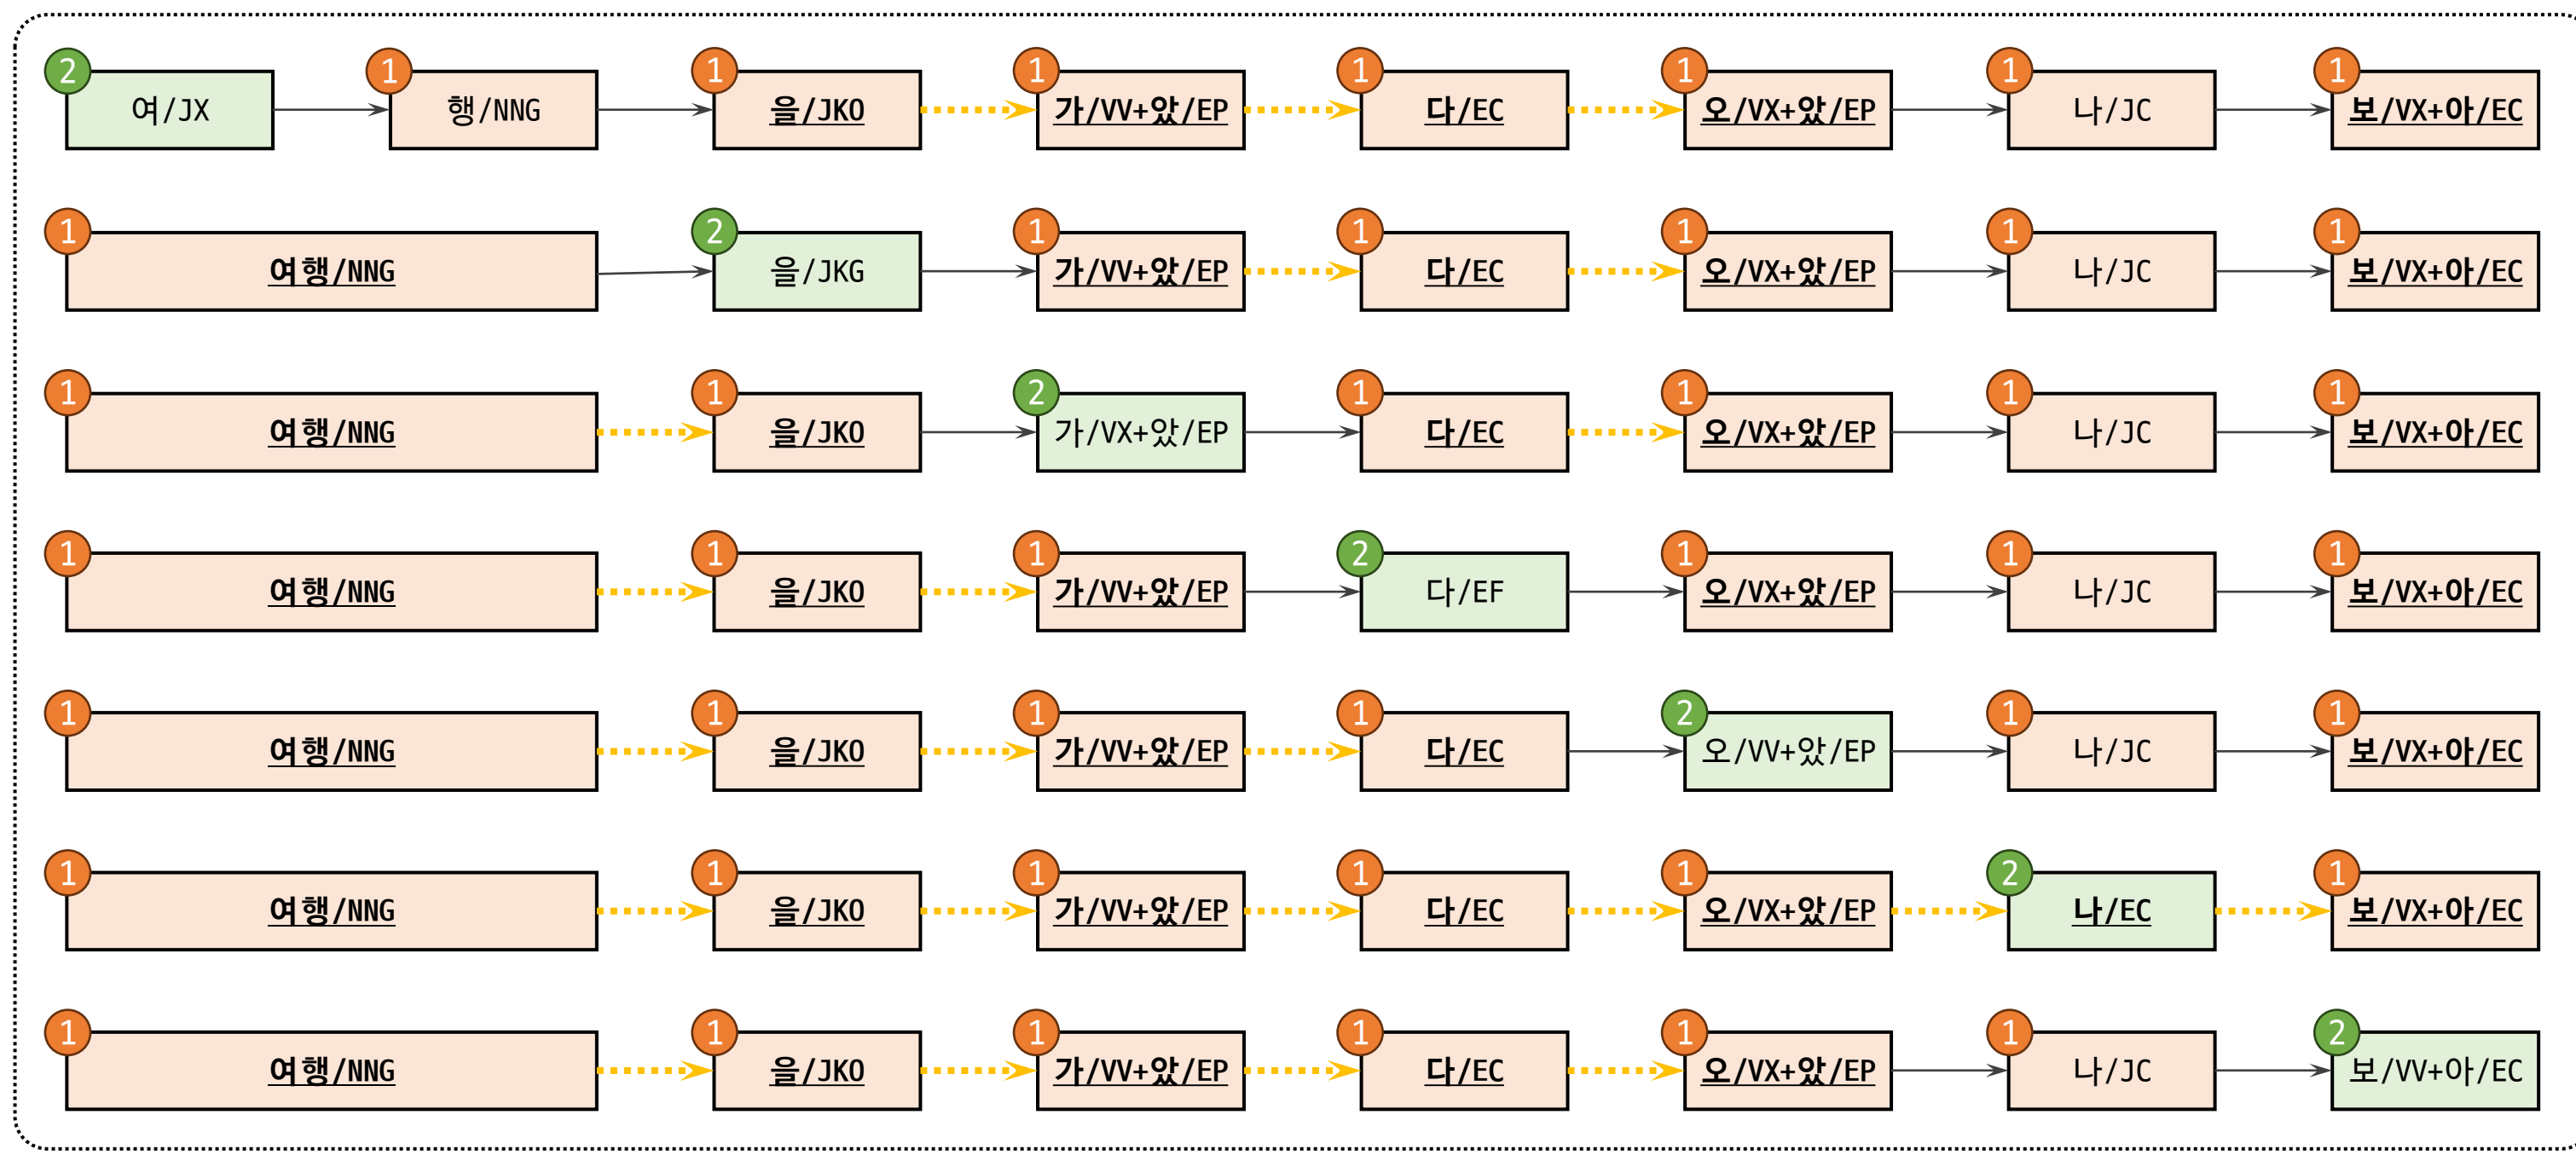 2 여/JX 1 행/NNG 1 을/JKO 1 가/VV+았/EP 1 다/EC 1 오/VX+았/EP 1 나/JC 1 보/VX+아/EC
1 여행/NNG 2 을/JKG 1 가/VV+았/EP 1 다/EC 1 오/VX+았/EP 1 나/JC 1 보/VX+아/EC
1 여행/NNG 1 을/JKO 2 가/VX+았/EP 1 다/EC 1 오/VX+았/EP 1 나/JC 1 보/VX+아/EC
1 여행/NNG 1 을/JKO 1 가/VV+았/EP 2 다/EF 1 오/VX+았/EP 1 나/JC 1 보/VX+아/EC
1 여행/NNG 1 을/JKO 1 가/VV+았/EP 1 다/EC 2 오/VV+았/EP 1 나/JC 1 보/VX+아/EC
1 여행/NNG 1 을/JKO 1 가/VV+았/EP 1 다/EC 1 오/VX+았/EP 2 나/EC 1 보/VX+아/EC
1 여행/NNG 1 을/JKO 1 가/VV+았/EP 1 다/EC 1 오/VX+았/EP 1 나/JC 2 보/VV+아/EC